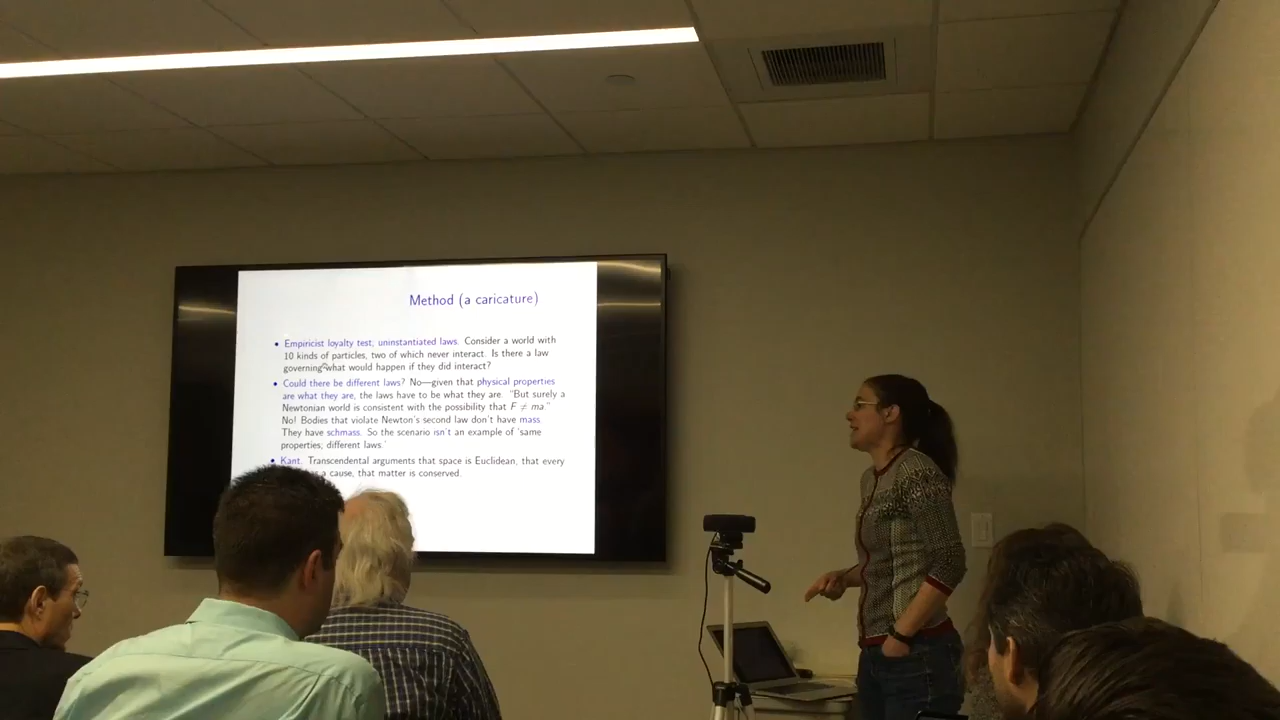 Method (a caricature)
• Empiricist loyalty test; uninstantiated laws. Consider a world with
10 kinds of particles, two of which never interact. Is there a law
governing what would happen if they did interact?
• Could there be different laws? No—given that physical properties
are what they are, the laws have to be what they are. "But surely a
Newtonian world is consistent with the possibility that F ≠ ma."
No! Bodies that violate Newton's second law don't have mass.
They have schmass. So the scenario isn't an example of 'same
properties; different laws.'
• Kant. Transcendental arguments that space is Euclidean, that every
a cause, that matter is conserved.